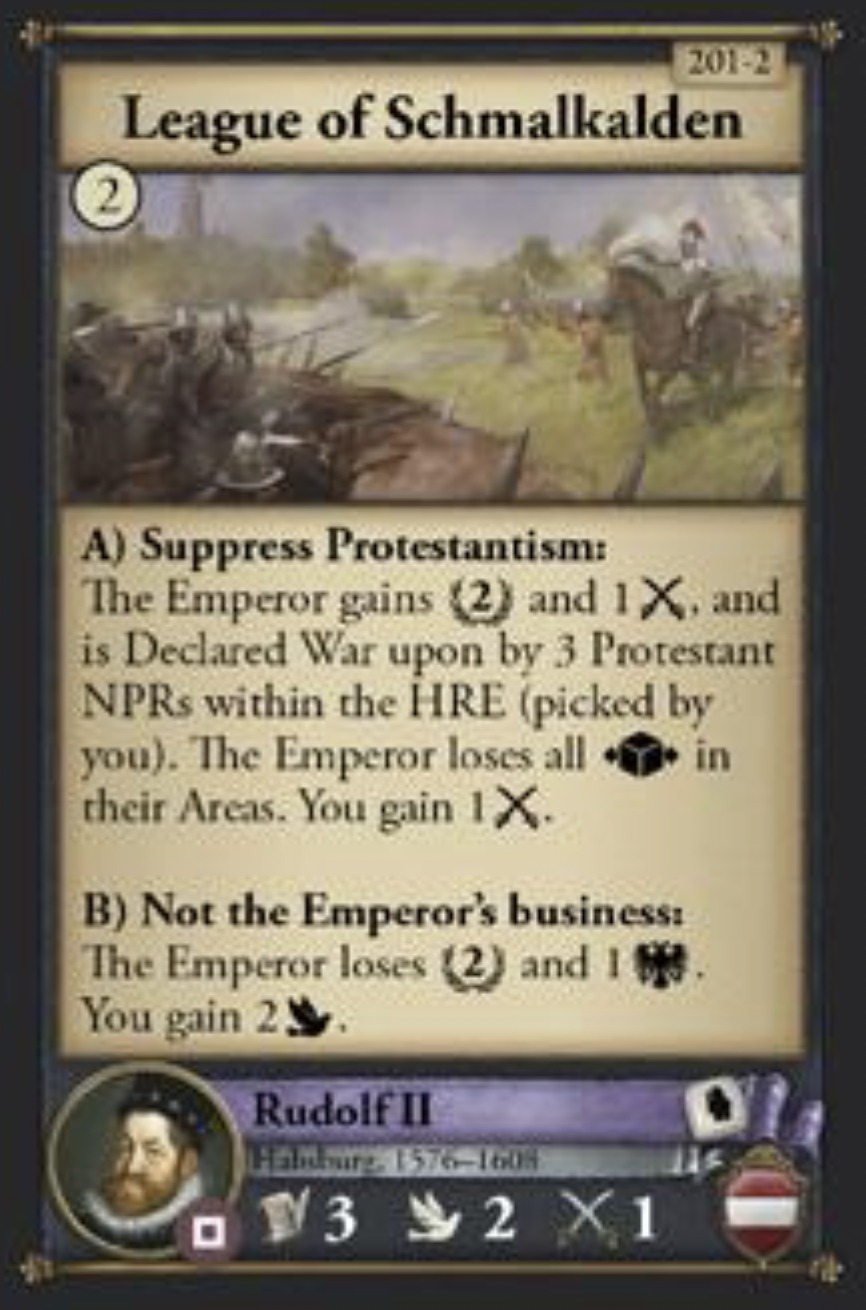 201-2
League of Schmalkalden
2
A) Suppress Protestantism:
The Emperor gains (2) and 1, and
is Declared War upon by 3 Protestant
NPRs within the HRE (picked by
you). The Emperor loses all in
their Areas. You gain 1.
B) Not the Emperor's business:
The Emperor loses (2) and 1.
You gain 2.
Rudolf II
Habsburg, 1576–1608
3 2 1